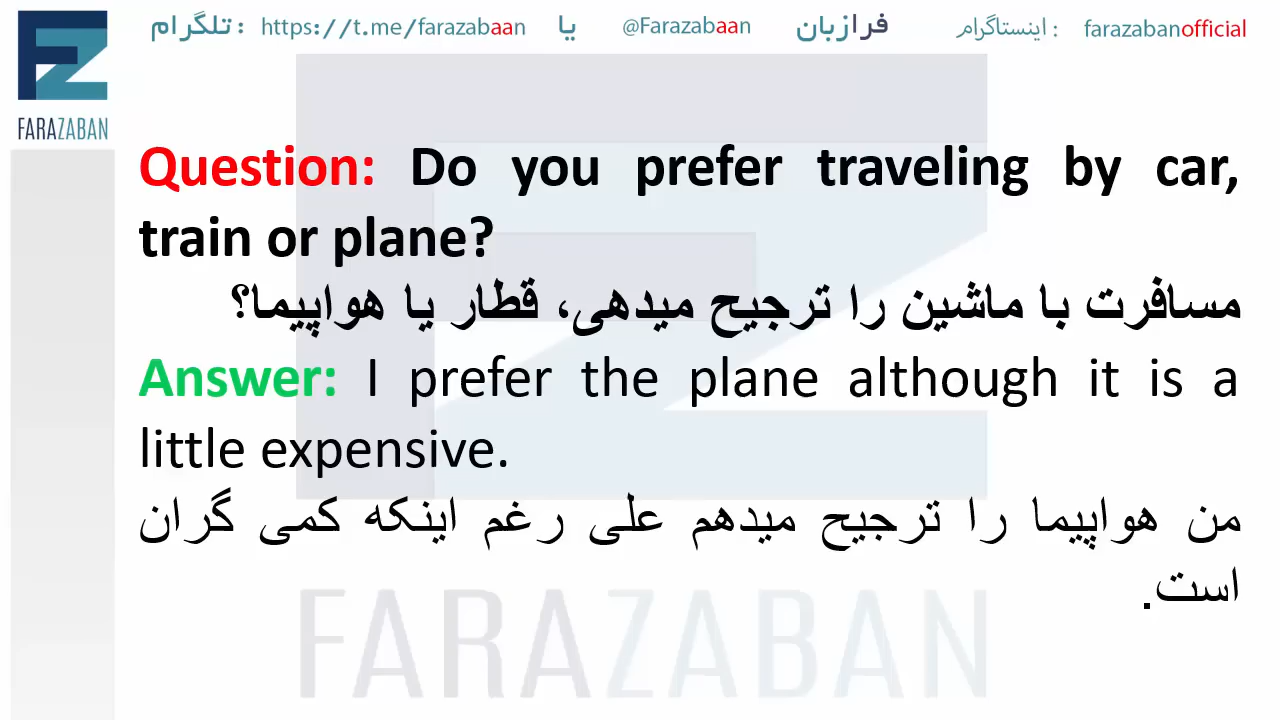 تلگرام : https://t.me/farazabaan یا @Farazabaan فرازبان اینستاگرام : farazabanofficial
FARAZABAN
Question: Do you prefer traveling by car,
train or plane?
مسافرت با ماشین را ترجیح میدهی، قطار یا هواپیما؟
Answer: I prefer the plane although it is a
little expensive.
من هواپیما را ترجیح میدهم علی رغم اینکه کمی گران
است.
FARAZABAN